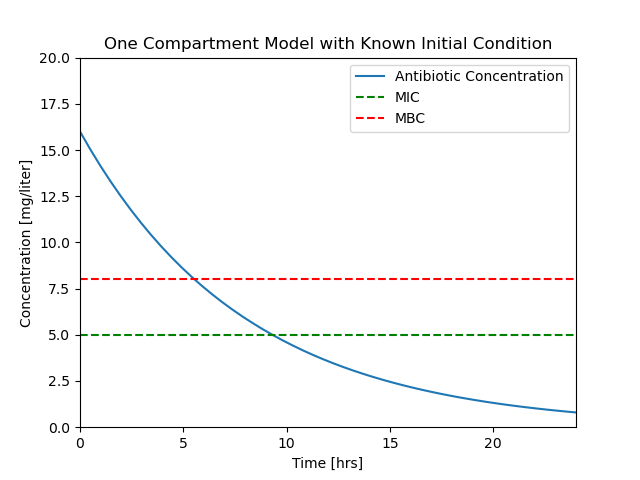 One Compartment Model with Known Initial Condition
Antibiotic Concentration
MIC
MBC
20.0
17.5
15.0
12.5
10.0
7.5
5.0
2.5
0.0
Concentration [mg/liter]
0 5 10 15 20
Time [hrs]